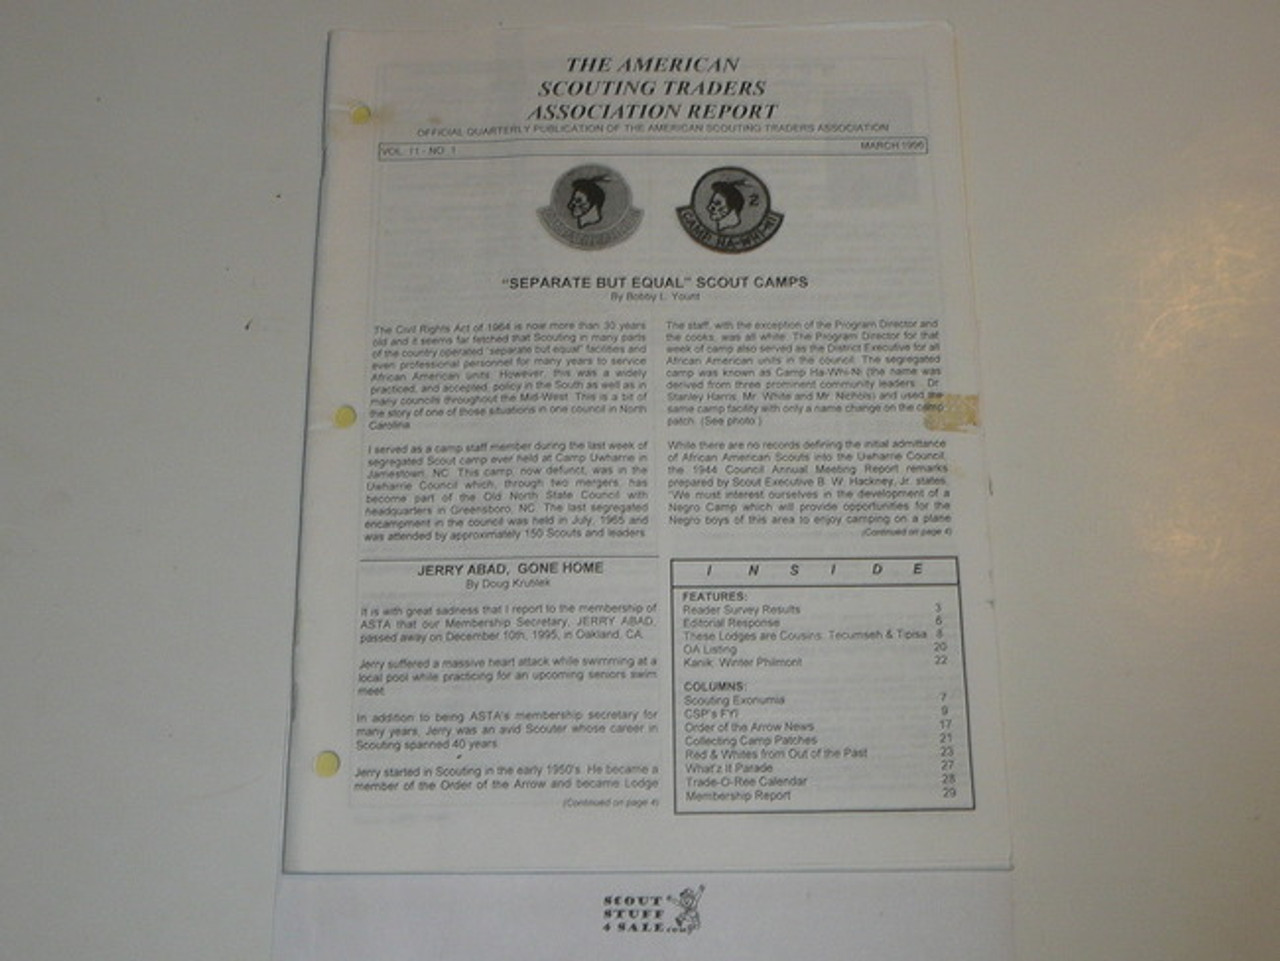 THE AMERICAN
SCOUTING TRADERS
ASSOCIATION REPORT
OFFICIAL QUARTERLY PUBLICATION OF THE AMERICAN SCOUTING TRADERS ASSOCIATION
VOL. 11 - NO. 1
MARCH 1996
2
CAMP HA-WHI-NI
"SEPARATE BUT EQUAL" SCOUT CAMPS
By Bobby L. Yount
The Civil Rights Act of 1964 is now more than 30 years
old and it seems far fetched that Scouting in many parts
of the country operated "separate but equal" facilities and
even professional personnel for many years to service
African American units. However, this was a widely
practiced, and accepted, policy in the South as well as in
many councils throughout the Mid-West. This is a bit of
the story of one of those situations in one council in North
Carolina.
I served as a camp staff member during the last week of
segregated Scout camp ever held at Camp Uwharrie in
Jamestown, NC. This camp, now defunct, was in the
Uwharrie Council which, through two mergers, has
become part of the Old North State Council with
headquarters in Greensboro, NC. The last segregated
encampment in the council was held in July, 1965 and
was attended by approximately 150 Scouts and leaders.
The staff, with the exception of the Program Director and
the cooks, was all white. The Program Director for that
week of camp also served as the District Executive for all
African American units in the council. The segregated
camp was known as Camp Ha-Whi-Ni (the name was
derived from three prominent community leaders: Dr.
Stanley Harris, Mr. White and Mr. Nichols) and used the
same camp facility with only a name change on the camp
patch. (See photo.)
While there are no records defining the initial admittance
of African American Scouts into the Uwharrie Council,
the 1944 Council Annual Meeting Report remarks
prepared by Scout Executive B. W. Hackney, Jr. states,
"We must interest ourselves in the development of a
Negro Camp which will provide opportunities for the
Negro boys of this area to enjoy camping on a plane
(Continued on page 4)
JERRY ABAD, GONE HOME
By Doug Krutilek
It is with great sadness that I report to the membership of
ASTA that our Membership Secretary, JERRY ABAD,
passed away on December 10th, 1995, in Oakland, CA.
Jerry suffered a massive heart attack while swimming at a
local pool while practicing for an upcoming seniors swim
meet.
In addition to being ASTA's membership secretary for
many years, Jerry was an avid Scouter whose career in
Scouting spanned 40 years.
Jerry started in Scouting in the early 1950's. He became a
member of the Order of the Arrow and became Lodge
(Continued on page 4)
I N S I D E
FEATURES:
Reader Survey Results 3
Editorial Response 6
These Lodges are Cousins: Tecumseh & Tipisa 8
OA Listing 20
Kanik: Winter Philmont 22
COLUMNS:
Scouting Exonumia 7
CSP's FYI 9
Order of the Arrow News 17
Collecting Camp Patches 21
Red & Whites from Out of the Past 23
What'z It Parade 27
Trade-O-Ree Calendar 28
Membership Report 29
SCOUT
STUFF
4 SALE.com